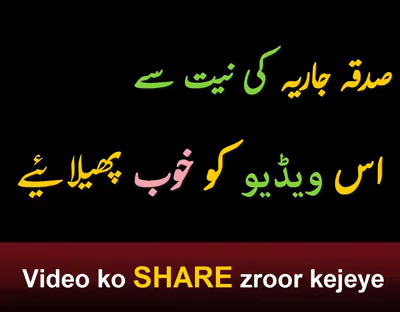 صدقہ جاریہ کی نیت سے
اس ویڈیو کو خوب پھیلائیے
Video ko SHARE zroor kejeye